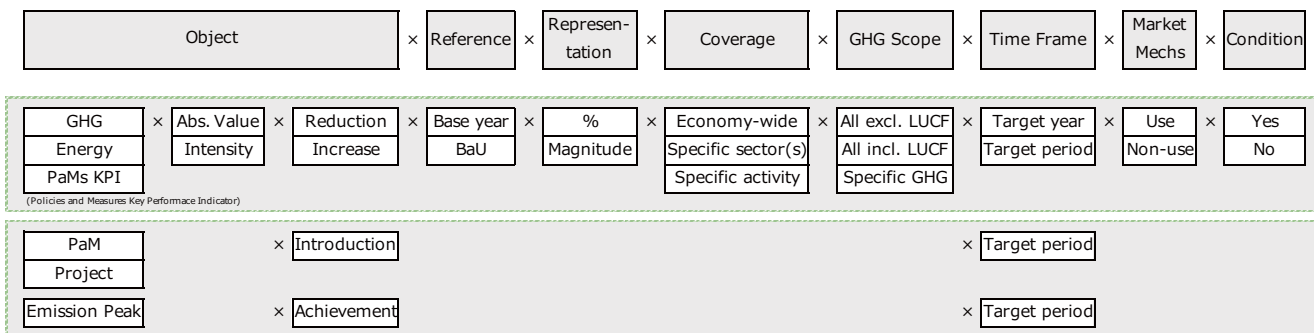 Object × Reference × Represen-tation × Coverage × GHG Scope × Time Frame × Market Mechs × Condition
GHG × Abs. Value × Reduction × Base year × % × Economy-wide × All excl. LUCF × Target year × Use × Yes
Energy Intensity Increase BaU Magnitude Specific sector(s) All incl. LUCF Target period Non-use No
PaMs KPI Specific activity Specific GHG
(Policies and Measures Key Performace Indicator)
PaM × Introduction × Target period
Project
Emission Peak × Achievement × Target period